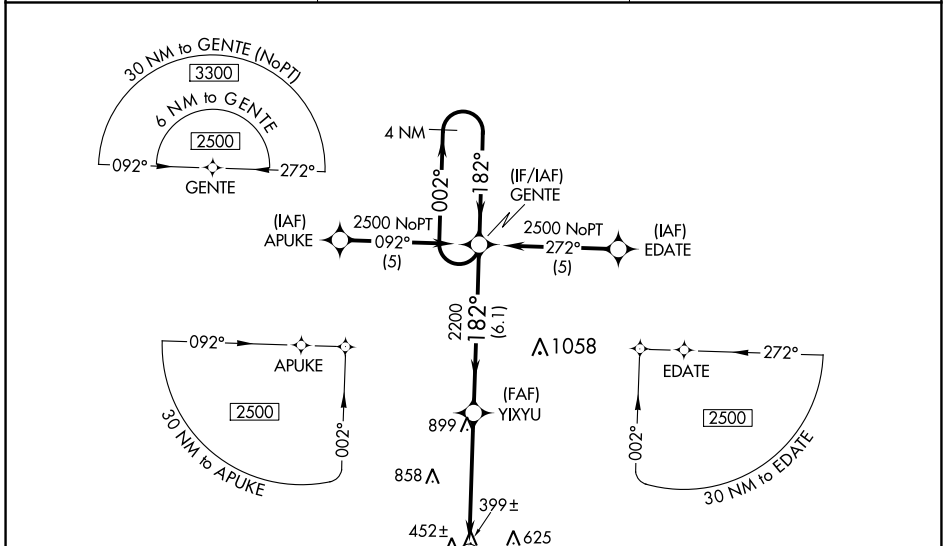 30 NM to GENTE (NoPT)
3300
6 NM to GENTE
2500
092°
272°
GENTE
4 NM
002°
182°
(IF/IAF)
GENTE
(IAF)
APUKE
2500 NoPT
092°
(5)
2500 NoPT
272°
(5)
(IAF)
EDATE
2200
182°
(6.1)
1058
092°
APUKE
2500
002°
30 NM to APUKE
272°
EDATE
2500
002°
30 NM to EDATE
(FAF)
YIXYU
899
858
399±
452±
625